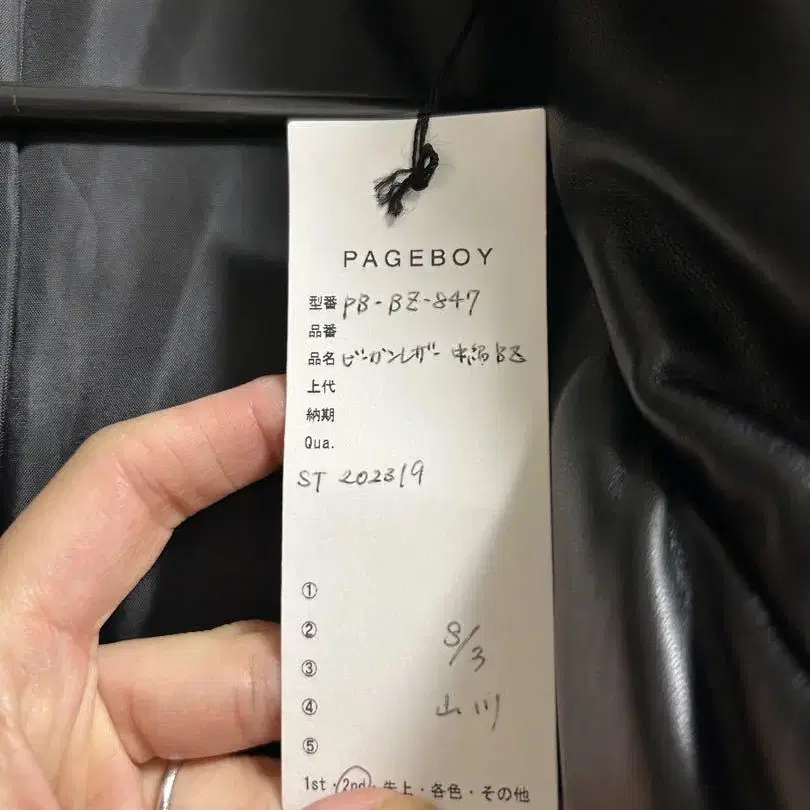 PAGEBOY
型番 PB-BZ-847
品番
品名 ビーガンレザー 中綿BZ
上代
納期
Qua.
ST 202319
①
② 8/3
③
④ 山川
⑤
1st・2nd・先上・各色・その他